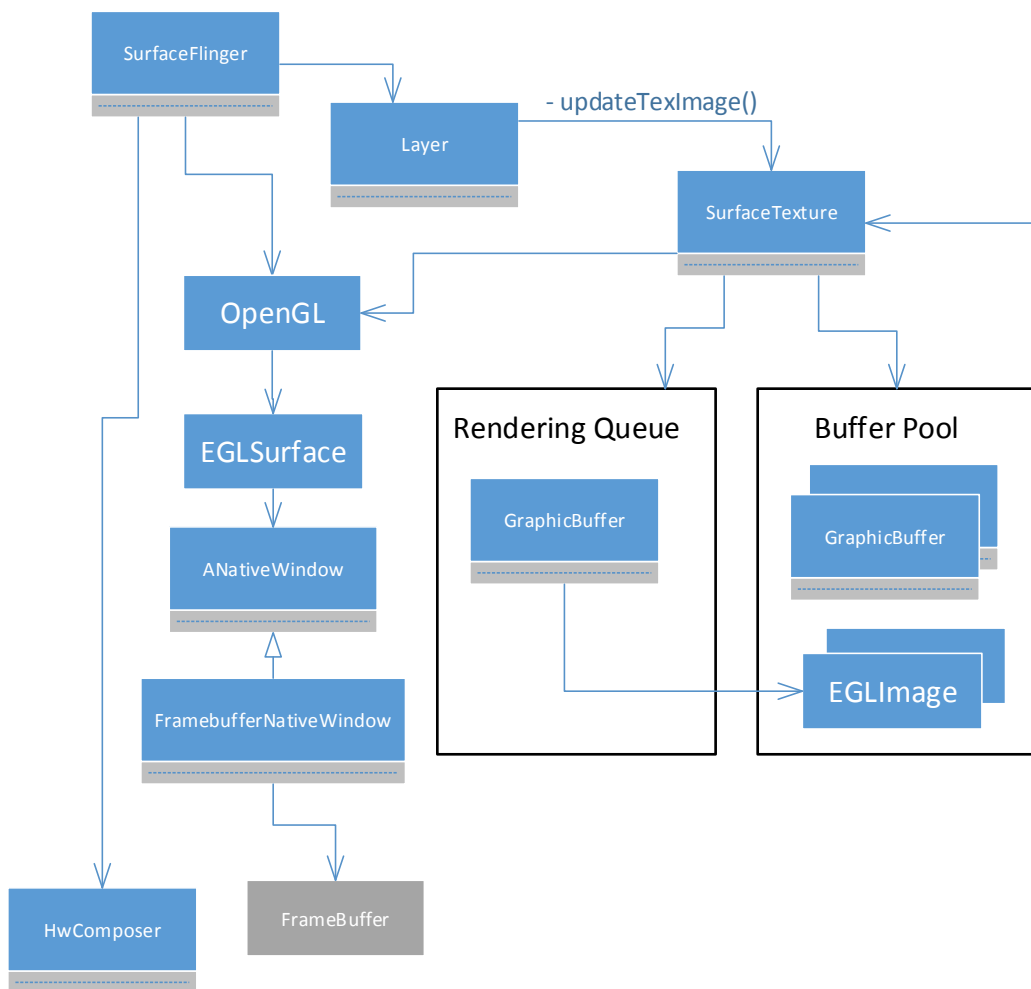 SurfaceFlinger
Layer
- updateTexImage()
SurfaceTexture
OpenGL
Rendering Queue
Buffer Pool
EGLSurface
GraphicBuffer
GraphicBuffer
ANativeWindow
EGLImage
FramebufferNativeWindow
FrameBuffer
HwComposer